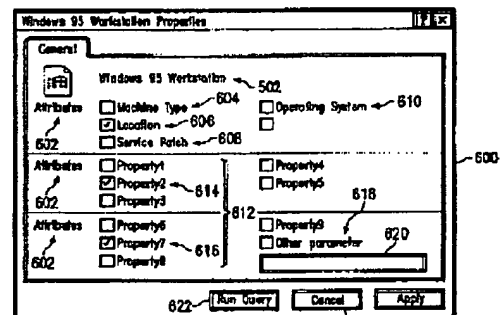 Windows 95 Workstation Properties
General
Windows 95 Workstation 502
Attributes Machine Type 604 Operating System 610
602 Location 606
Service Patch 608
600
Attributes Property1 Property4
602 Property2 614 Property5
Property3 612 618
Attributes Property6 Property9
602 Property7 616 Other parameter 620
Property8
622 Run Query Cancel Apply